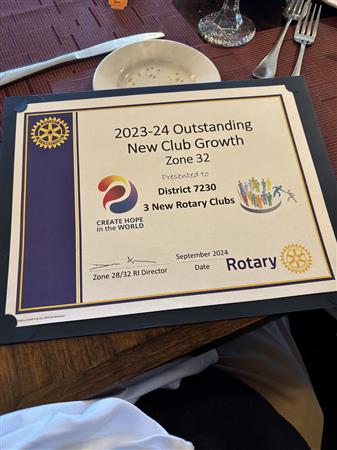 2023-24 Outstanding
New Club Growth
Zone 32
Presented to
District 7230
3 New Rotary Clubs
CREATE HOPE
in the WORLD
September 2024
Zone 28/32 RI Director
Date
Rotary